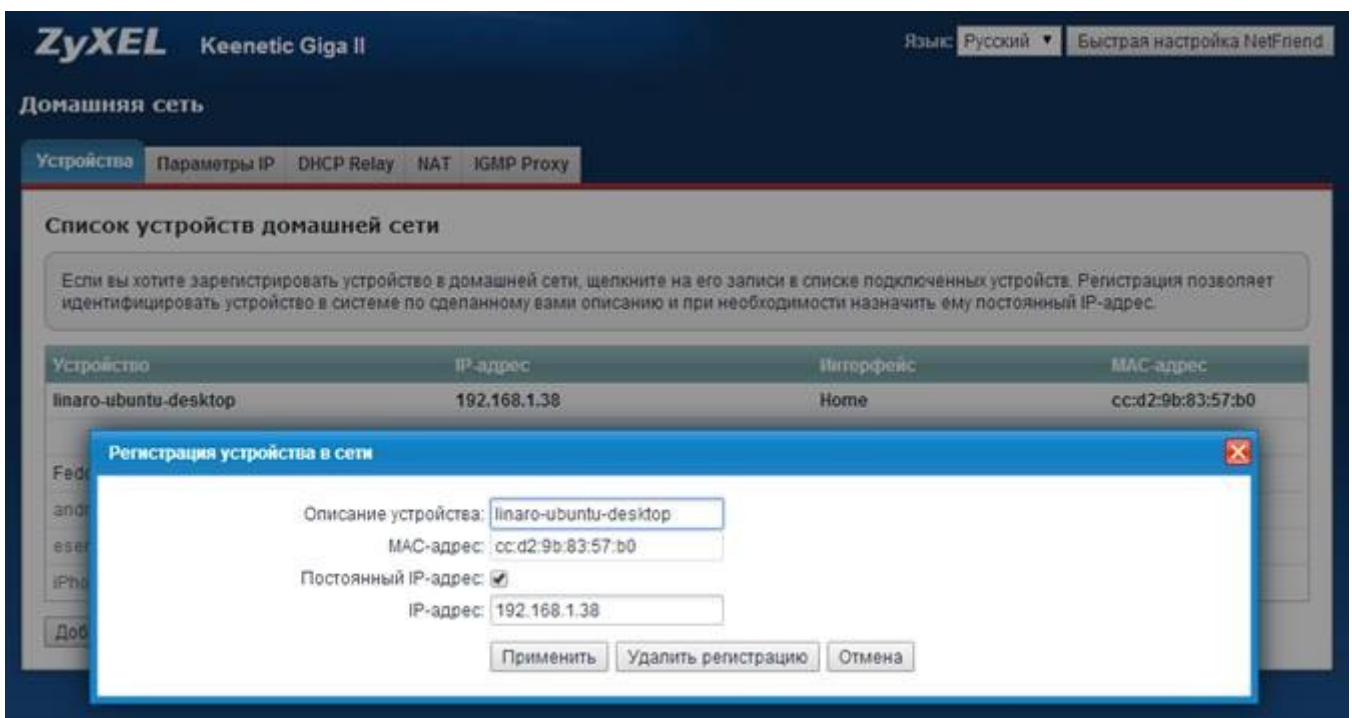 ZyXEL Keenetic Giga II
Язык: Русский Быстрая настройка NetFriend
Домашняя сеть
Устройства Параметры IP DHCP Relay NAT IGMP Proxy
Список устройств домашней сети
Если вы хотите зарегистрировать устройство в домашней сети, щелкните на его записи в списке подключенных устройств. Регистрация позволяет
идентифицировать устройство в системе по сделанному вами описанию и при необходимости назначить ему постоянный IP-адрес.
Устройство IP-адрес Интерфейс MAC-адрес
linaro-ubuntu-desktop 192.168.1.38 Home cc:d2:9b:83:57:b0
Регистрация устройства в сети
Fedo
Описание устройства: linaro-ubuntu-desktop
andr
MAC-адрес: cc:d2:9b:83:57:b0
eser
Постоянный IP-адрес:
iPho
IP-адрес: 192.168.1.38
Доб
Применить Удалить регистрацию Отмена